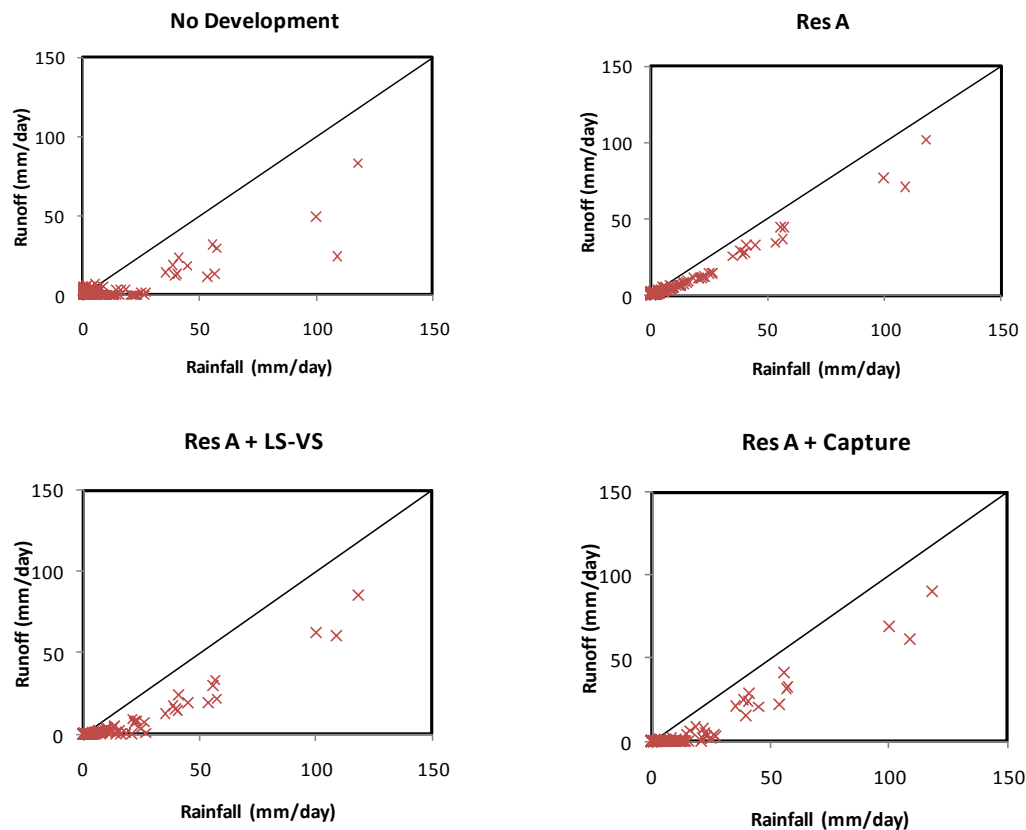 No Development
150
100
50
0
Runoff (mm/day)
0 50 100 150
Rainfall (mm/day)
Res A
150
100
50
0
Runoff (mm/day)
0 50 100 150
Rainfall (mm/day)
Res A + LS-VS
150
100
50
0
Runoff (mm/day)
0 50 100 150
Rainfall (mm/day)
Res A + Capture
150
100
50
0
Runoff (mm/day)
0 50 100 150
Rainfall (mm/day)